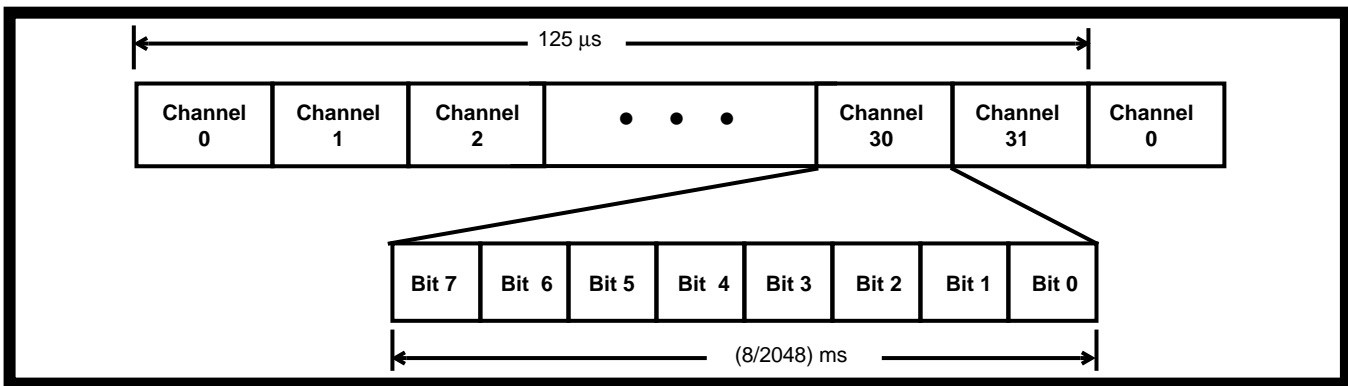 125 μs
Channel 0
Channel 1
Channel 2
• • •
Channel 30
Channel 31
Channel 0
Bit 7
Bit 6
Bit 5
Bit 4
Bit 3
Bit 2
Bit 1
Bit 0
(8/2048) ms